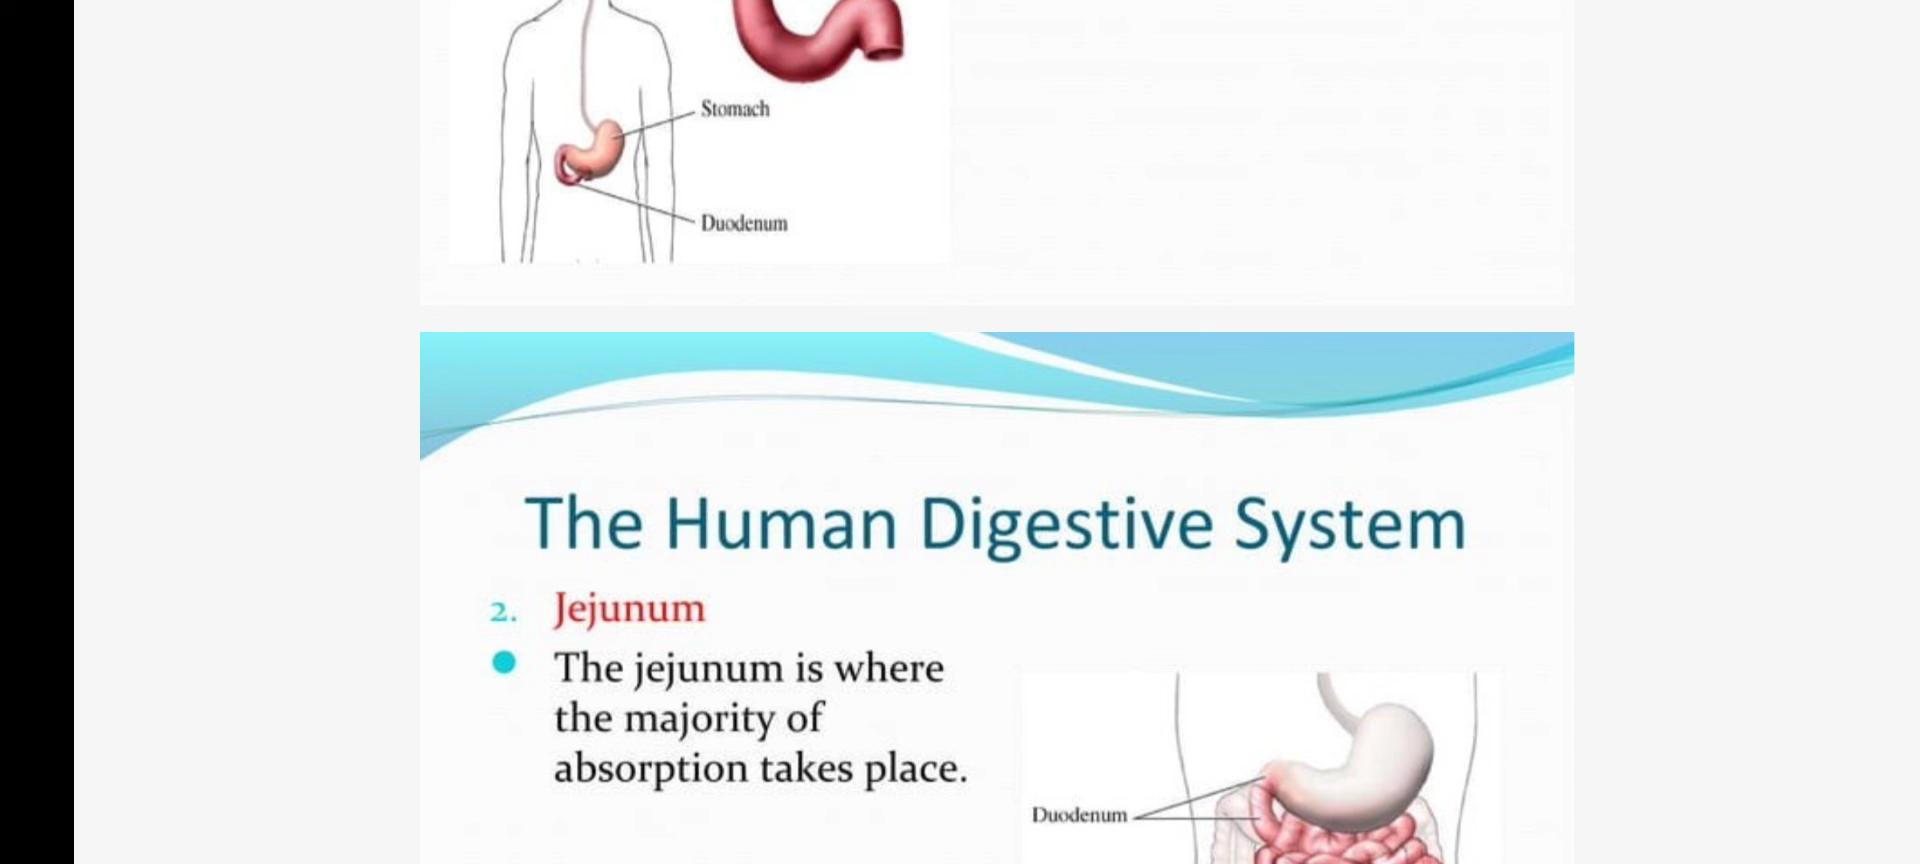 Stomach
Duodenum
The Human Digestive System
2. Jejunum
The jejunum is where
the majority of
absorption takes place.
Duodenum